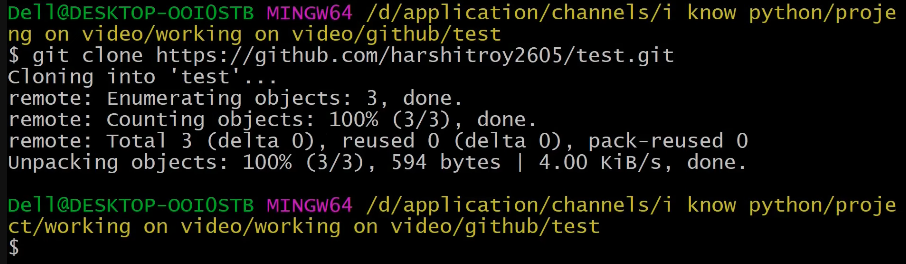 Dell@DESKTOP-OOI0STB MINGW64 /d/application/channels/i know python/proje
ng on video/working on video/github/test
$ git clone https://github.com/harshitroy2605/test.git
Cloning into 'test'...
remote: Enumerating objects: 3, done.
remote: Counting objects: 100% (3/3), done.
remote: Total 3 (delta 0), reused 0 (delta 0), pack-reused 0
Unpacking objects: 100% (3/3), 594 bytes | 4.00 KiB/s, done.
Dell@DESKTOP-OOI0STB MINGW64 /d/application/channels/i know python/proje
ct/working on video/working on video/github/test
$